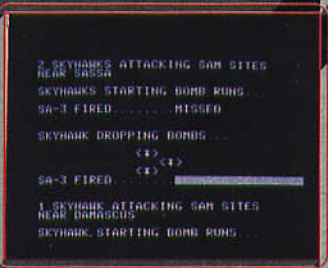 2 SKYHAWKS ATTACKING SAM SITES
NEAR SASSA
SKYHAWKS STARTING BOMB RUNS...
SA-3 FIRED........MISSED
SKYHAWK DROPPING BOMBS...
<*>
<*>
<*>
SA-3 FIRED........
1 SKYHAWK ATTACKING SAM SITES
NEAR DAMASCUS
SKYHAWK STARTING BOMB RUNS...